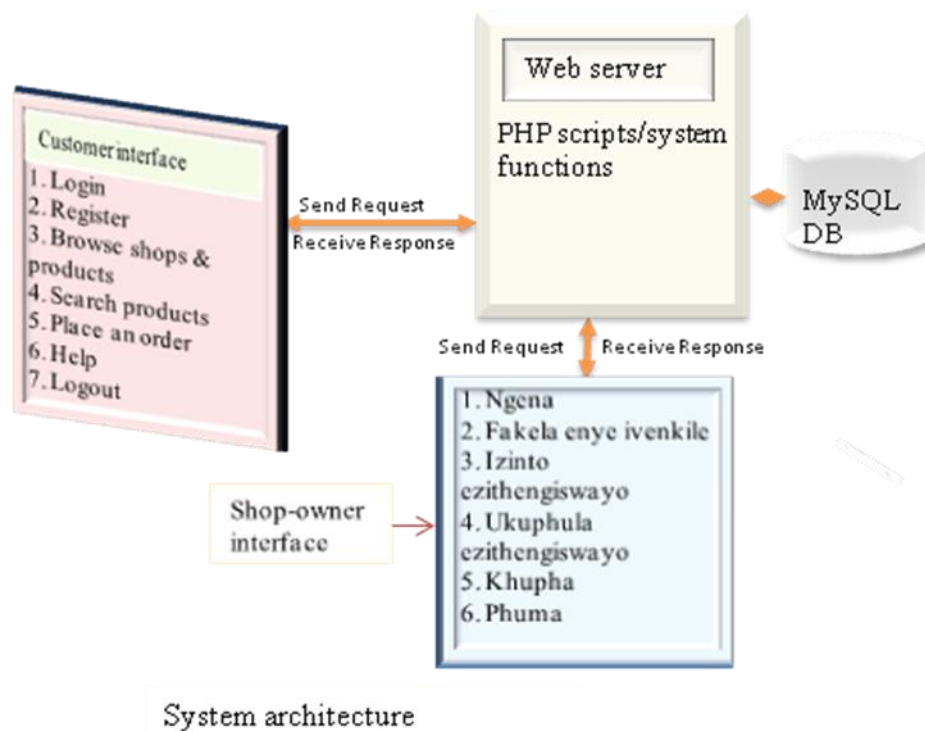 Web server
PHP scripts/system
functions
MySQL
DB
Customer interface
1. Login
2. Register
3. Browse shops &
products
4. Search products
5. Place an order
6. Help
7. Logout
Send Request
Receive Response
Send Request
Receive Response
1. Ngena
2. Fakela enye ivenkile
3. Izinto
ezithengiswayo
4. Ukuphula
ezithengiswayo
5. Khupha
6. Phuma
Shop-owner
interface
System architecture